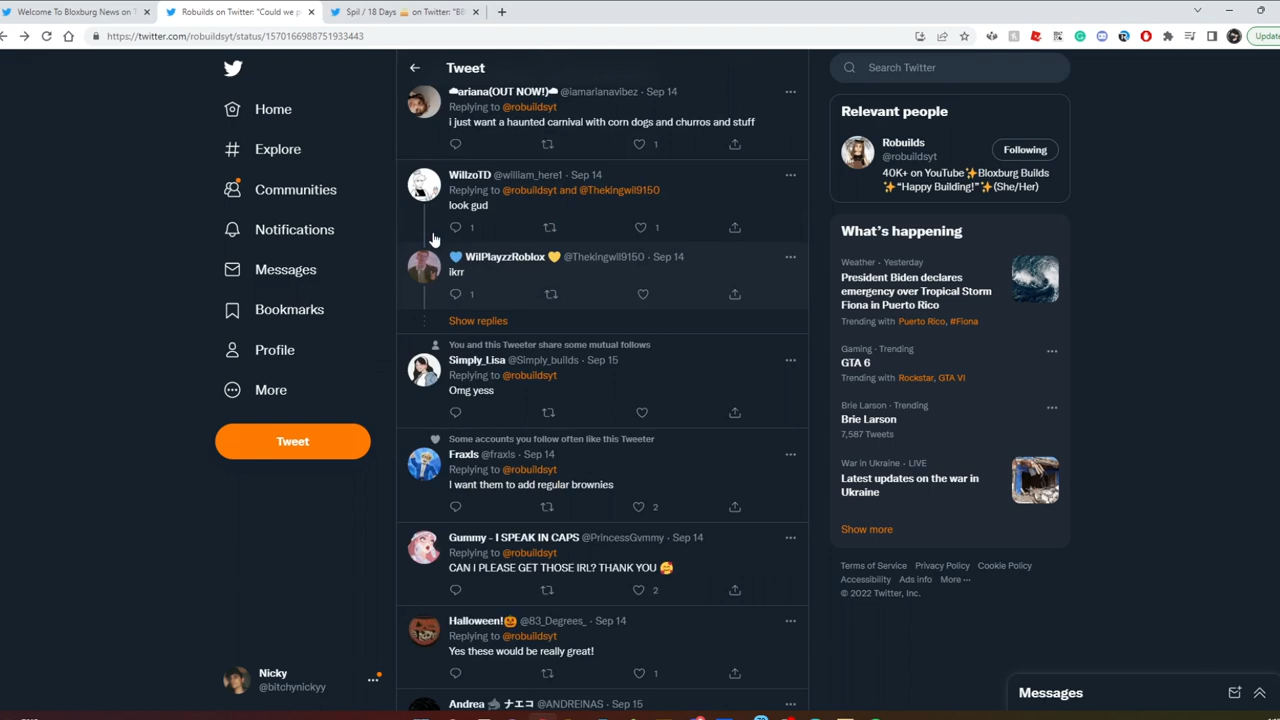 Welcome To Bloxburg News on T
Robuilds on Twitter: "Could we p
Spil / 18 Days 🥧 on Twitter: "BE
https://twitter.com/robuildsyt/status/1570166988751933443
Update
Home
Explore
Communities
Notifications
Messages
Bookmarks
Profile
More
Tweet
Nicky
@bitchynickyy
Tweet
☁ariana(OUT NOW!)☁ @iamarianavibez · Sep 14
Replying to @robuildsyt
i just want a haunted carnival with corn dogs and churros and stuff
1
WillzoTD @william_here1 · Sep 14
Replying to @robuildsyt and @Thekingwil9150
look gud
1 1
💙 WilPlayzzRoblox 💛 @Thekingwil9150 · Sep 14
ikrr
1
Show replies
You and this Tweeter share some mutual follows
Simply_Lisa @Simply_builds · Sep 15
Replying to @robuildsyt
Omg yess
Some accounts you follow often like this Tweeter
Fraxls @fraxls · Sep 14
Replying to @robuildsyt
I want them to add regular brownies
2
Gummy - I SPEAK IN CAPS @PrincessGvmmy · Sep 14
Replying to @robuildsyt
CAN I PLEASE GET THOSE IRL? THANK YOU 🥰
2
Halloween!🎃 @83_Degrees_ · Sep 14
Replying to @robuildsyt
Yes these would be really great!
1
Andrea 🦈 ナエコ @ANDREINAS · Sep 15
Search Twitter
Relevant people
Robuilds
@robuildsyt
Following
40K+ on YouTube✨Bloxburg Builds
✨"Happy Building!"✨(She/Her)
What's happening
Weather · Yesterday
President Biden declares
emergency over Tropical Storm
Fiona in Puerto Rico
Trending with Puerto Rico, #Fiona
Gaming · Trending
GTA 6
Trending with Rockstar, GTA VI
Brie Larson · Trending
Brie Larson
7,587 Tweets
War in Ukraine · LIVE
Latest updates on the war in
Ukraine
Show more
Terms of Service Privacy Policy Cookie Policy
Accessibility Ads info More ···
© 2022 Twitter, Inc.
Messages